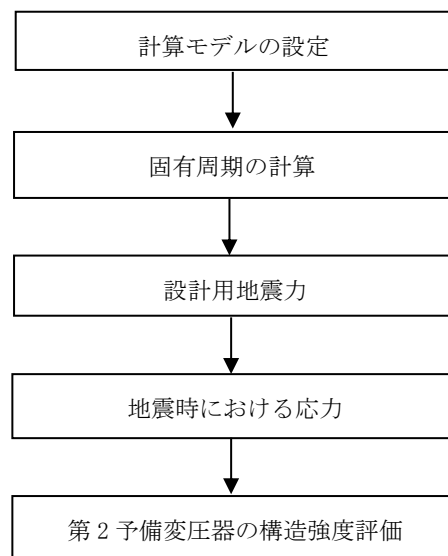 計算モデルの設定
固有周期の計算
設計用地震力
地震時における応力
第2予備変圧器の構造強度評価